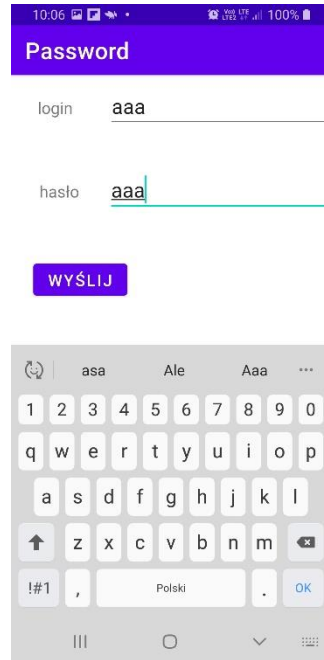 10:06 100%
Password
login aaa
hasło aaa
WYŚLIJ
asa Ale Aaa
1 2 3 4 5 6 7 8 9 0
q w e r t y u i o p
a s d f g h j k l
z x c v b n m
!#1 , Polski . OK